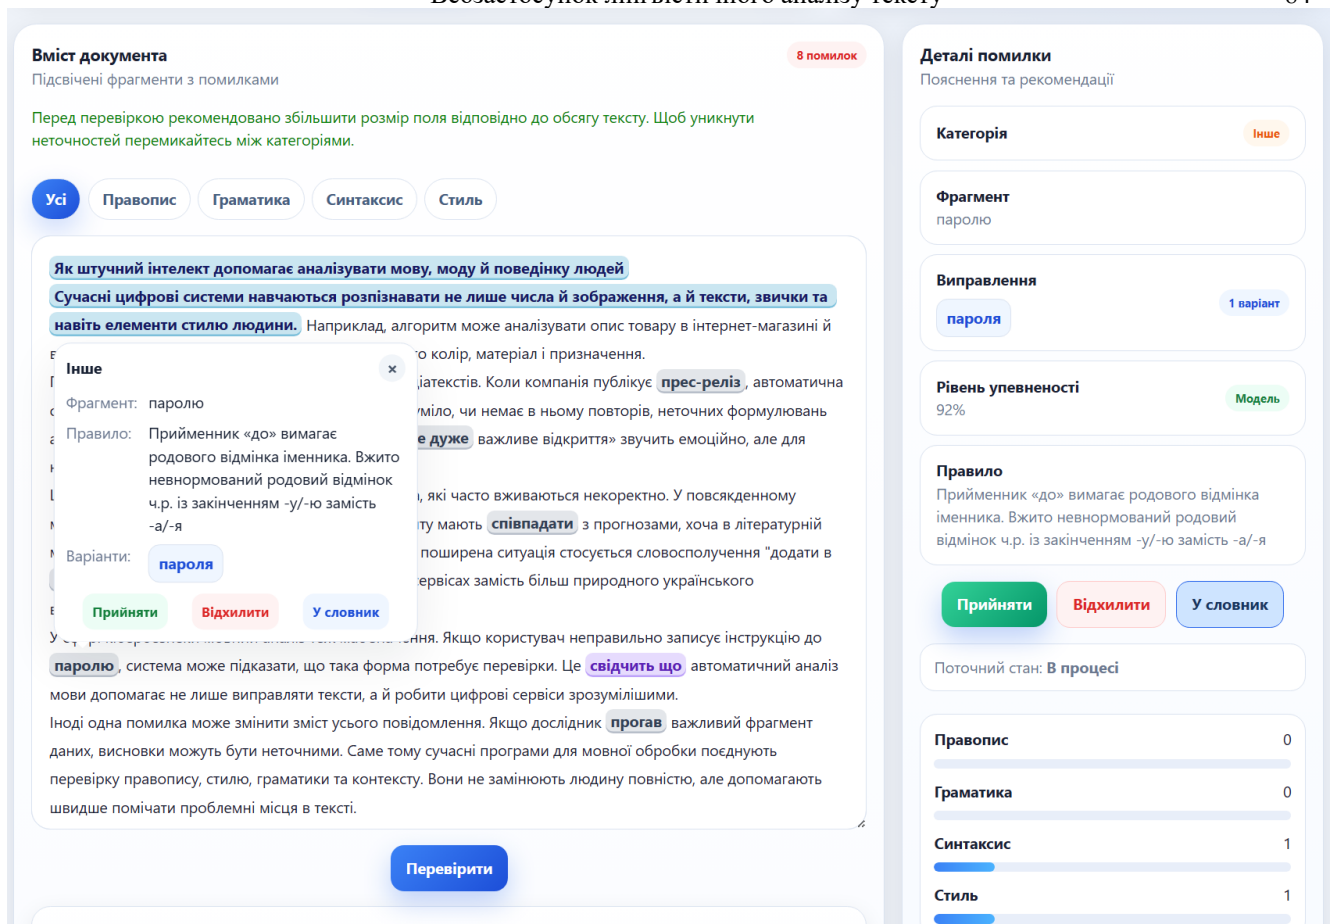 Вебзастосунок лінгвістичного аналізу тексту
Вміст документа
8 помилок
Підсвічені фрагменти з помилками
Перед перевіркою рекомендовано збільшити розмір поля відповідно до обсягу тексту. Щоб уникнути
неточностей перемикайтесь між категоріями.
Усі
Правопис
Граматика
Синтаксис
Стиль
Як штучний інтелект допомагає аналізувати мову, моду й поведінку людей
Сучасні цифрові системи навчаються розпізнавати не лише числа й зображення, а й тексти, звички та
навіть елементи стилю людини. Наприклад, алгоритм може аналізувати опис товару в інтернет-магазині й
колір, матеріал і призначення.
Коли компанія публікує прес-реліз, автоматична
чи немає в ньому повторів, неточних формулювань
дуже важливе відкриття» звучить емоційно, але для
, які часто вживаються некоректно. У повсякденному
мають співпадати з прогнозами, хоча в літературній
поширена ситуація стосується словосполучення "додати в
замість більш природного українського
Якщо користувач неправильно записує інструкцію до
паролю, система може підказати, що така форма потребує перевірки. Це свідчить що автоматичний аналіз
мови допомагає не лише виправляти тексти, а й робити цифрові сервіси зрозумілішими.
Іноді одна помилка може змінити зміст усього повідомлення. Якщо дослідник прогав важливий фрагмент
даних, висновки можуть бути неточними. Саме тому сучасні програми для мовної обробки поєднують
перевірку правопису, стилю, граматики та контексту. Вони не замінюють людину повністю, але допомагають
швидше помічати проблемні місця в тексті.
Інше
×
Фрагмент: паролю
Правило: Прийменник «до» вимагає
родового відмінка іменника. Вжито
невнормований родовий відмінок
ч.р. із закінченням -у/-ю замість
-а/-я
Варіанти: пароля
Прийняти
Відхилити
У словник
Перевірити
Деталі помилки
Пояснення та рекомендації
Категорія
Інше
Фрагмент
паролю
Виправлення
1 варіант
пароля
Рівень упевненості
92%
Модель
Правило
Прийменник «до» вимагає родового відмінка
іменника. Вжито невнормований родовий
відмінок ч.р. із закінченням -у/-ю замість -а/-я
Прийняти
Відхилити
У словник
Поточний стан: В процесі
Правопис 0
Граматика 0
Синтаксис 1
Стиль 1